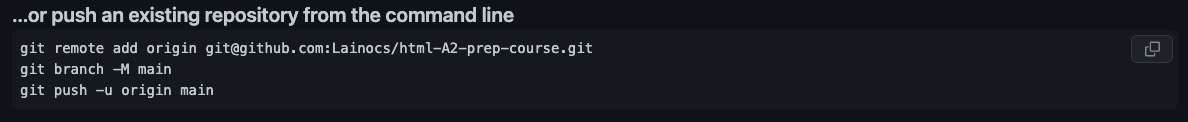 ...or push an existing repository from the command line
git remote add origin git@github.com:Lainocs/html-A2-prep-course.git
git branch -M main
git push -u origin main